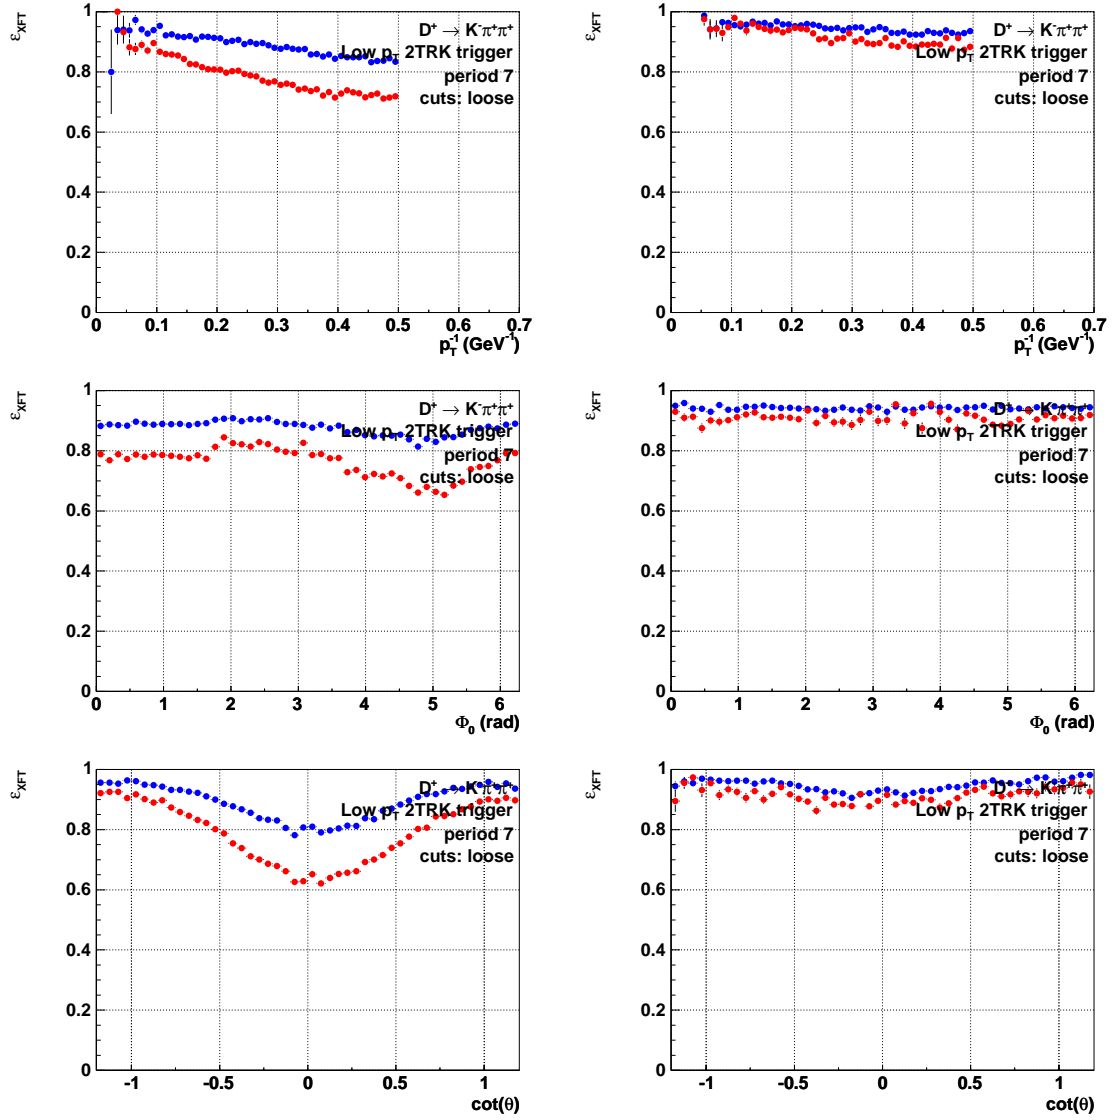 ε_XFT
1
0.8
0.6
0.4
0.2
0
D⁺ → K⁻π⁺π⁺
Low p_T 2TRK trigger
period 7
cuts: loose
0 0.1 0.2 0.3 0.4 0.5 0.6 0.7
p_T⁻¹ (GeV⁻¹)
ε_XFT
1
0.8
0.6
0.4
0.2
0
D⁺ → K⁻π⁺π⁺
Low p_T 2TRK trigger
period 7
cuts: loose
0 0.1 0.2 0.3 0.4 0.5 0.6 0.7
p_T⁻¹ (GeV⁻¹)
ε_XFT
1
0.8
0.6
0.4
0.2
0
D⁺ → K⁻π⁺π⁺
Low p_T 2TRK trigger
period 7
cuts: loose
0 1 2 3 4 5 6
Φ₀ (rad)
ε_XFT
1
0.8
0.6
0.4
0.2
0
D⁺ → K⁻π⁺π⁺
Low p_T 2TRK trigger
period 7
cuts: loose
0 1 2 3 4 5 6
Φ₀ (rad)
ε_XFT
1
0.8
0.6
0.4
0.2
0
D⁺ → K⁻π⁺π⁺
Low p_T 2TRK trigger
period 7
cuts: loose
-1 -0.5 0 0.5 1
cot(θ)
ε_XFT
1
0.8
0.6
0.4
0.2
0
D⁺ → K⁻π⁺π⁺
Low p_T 2TRK trigger
period 7
cuts: loose
-1 -0.5 0 0.5 1
cot(θ)